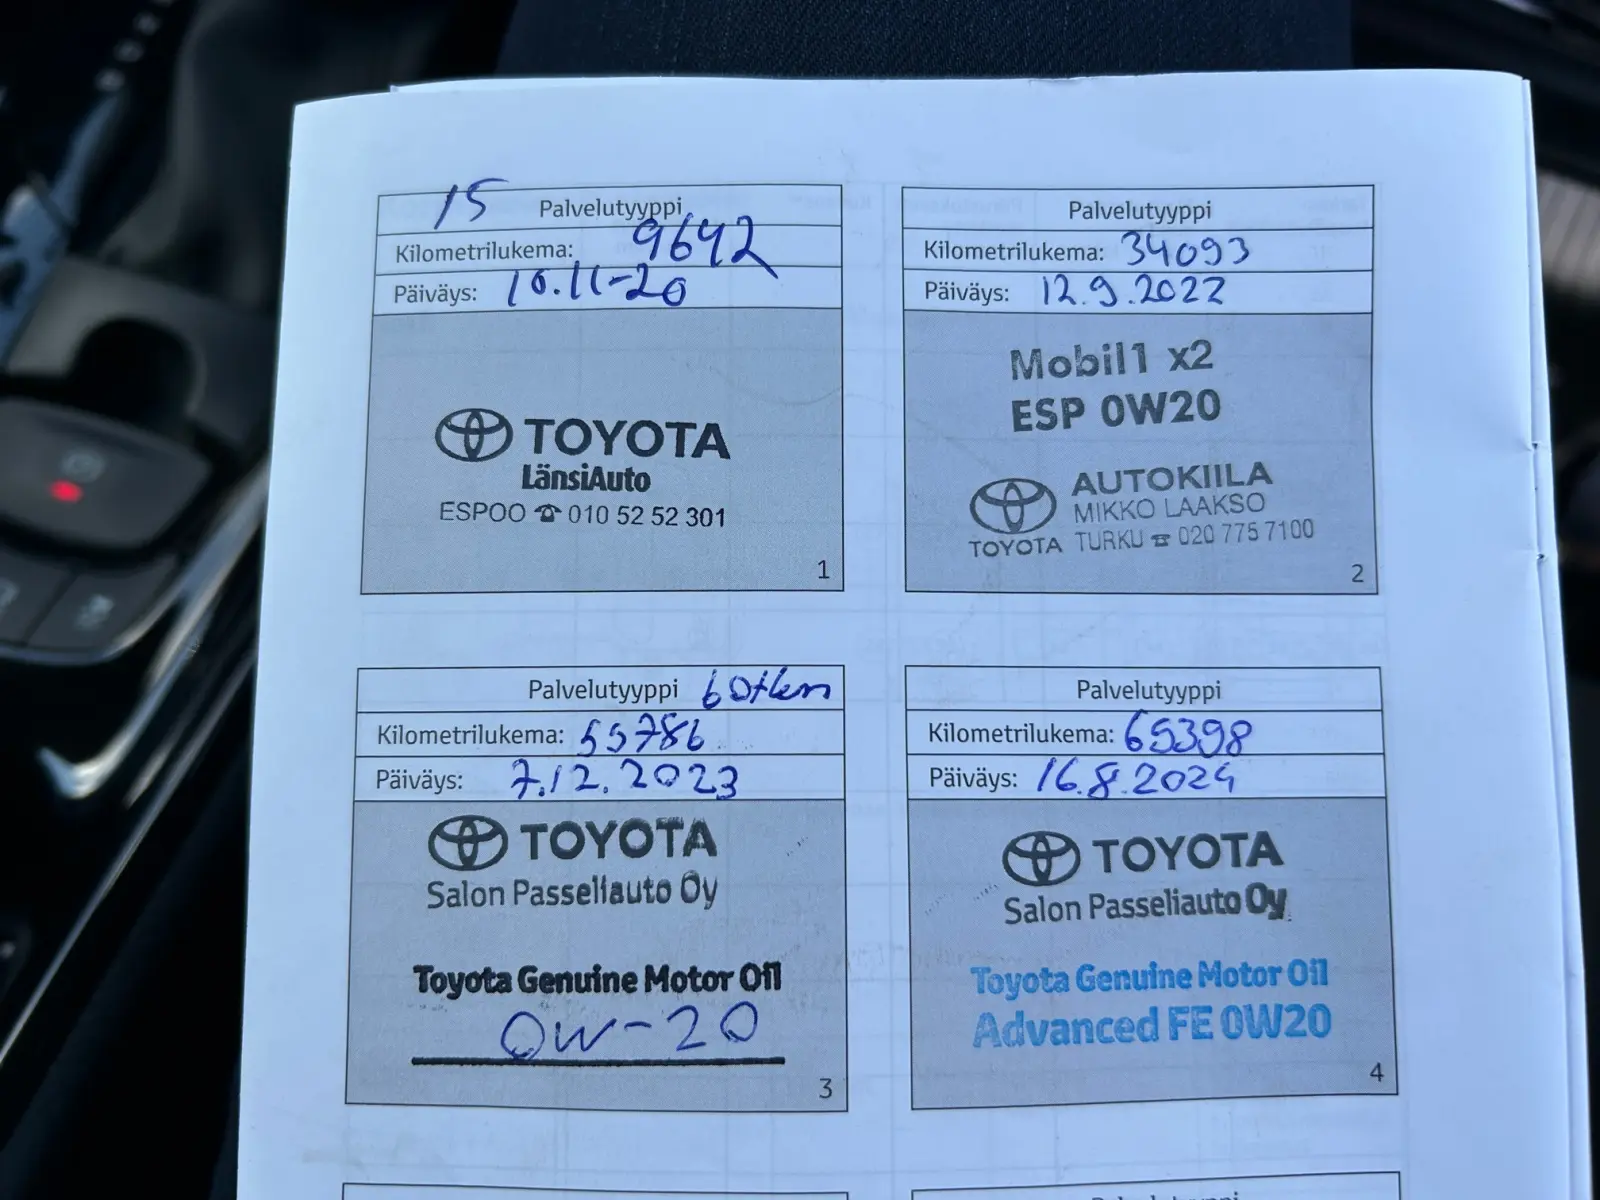 15 Palvelutyyppi
Kilometrilukema: 9642
Päiväys: 10.11-20
TOYOTA
LänsiAuto
ESPOO ☎ 010 52 52 301
1
Palvelutyyppi
Kilometrilukema: 34093
Päiväys: 12.9.2022
Mobil1 x2
ESP 0W20
AUTOKIILA
MIKKO LAAKSO
TOYOTA TURKU ☎ 020 775 7100
2
Palvelutyyppi 60tkm
Kilometrilukema: 55786
Päiväys: 7.12.2023
TOYOTA
Salon Passeliauto Oy
Toyota Genuine Motor Oil
0W-20
3
Palvelutyyppi
Kilometrilukema: 65398
Päiväys: 16.8.2024
TOYOTA
Salon Passeliauto Oy
Toyota Genuine Motor Oil
Advanced FE 0W20
4